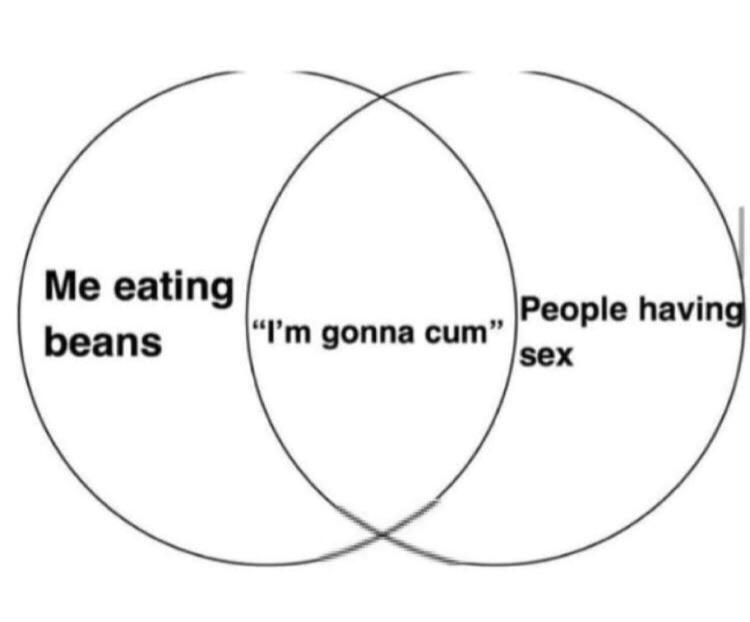 Me eating
beans
“I’m gonna cum”
People having
sex